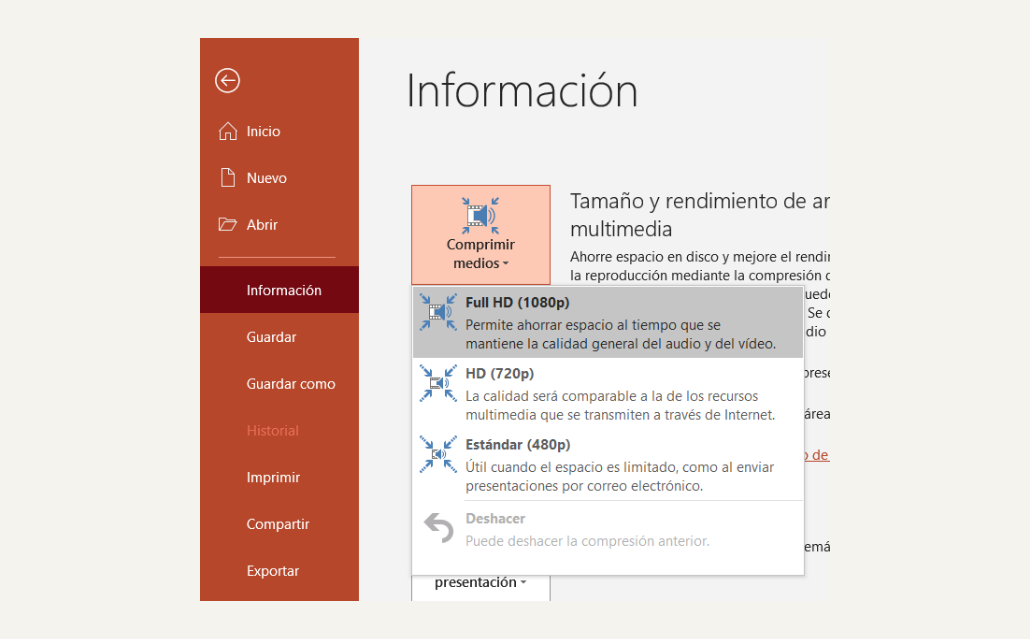 Información
Inicio
Nuevo
Abrir
Información
Guardar
Guardar como
Historial
Imprimir
Compartir
Exportar
Comprimir
medios
Tamaño y rendimiento de
multimedia
Ahorre espacio en disco y mejore el
la reproducción mediante la compresión
Se
Full HD (1080p)
Permite ahorrar espacio al tiempo que se
mantiene la calidad general del audio y del vídeo.
HD (720p)
La calidad será comparable a la de los recursos
multimedia que se transmiten a través de Internet.
Estándar (480p)
Útil cuando el espacio es limitado, como al enviar
presentaciones por correo electrónico.
de
Deshacer
Puede deshacer la compresión anterior.
presentación